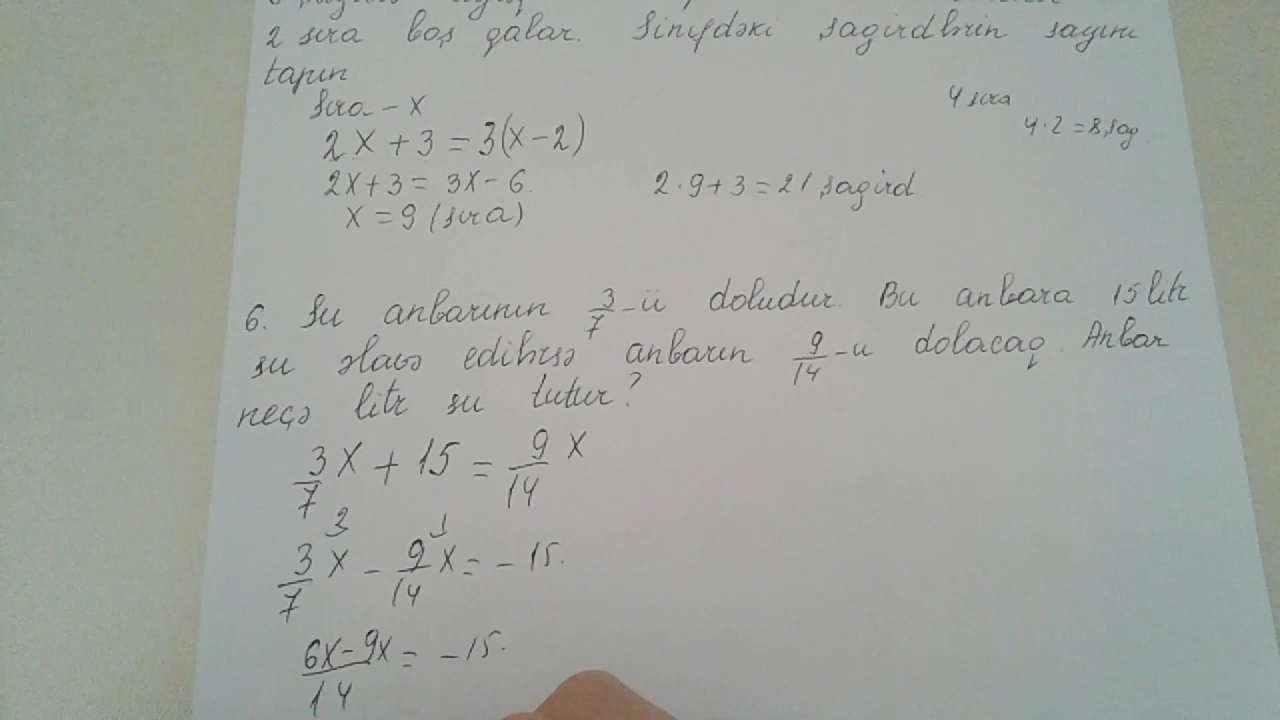 2 sıra boş qalar. Sinifdəki şagirdlərin sayını
tapın
Sıra - x
4 sıra
2x + 3 = 3(x - 2)
4 · 2 = 8 şag
2x + 3 = 3x - 6
2 · 9 + 3 = 21 şagird
x = 9 (sıra)
6. Su anbarının 3/7-ü doludur. Bu anbara 15 litr
su əlavə edilirsə anbarın 9/14-u dolacaq. Anbar
neçə litr su tutur?
3/7 x + 15 = 9/14 x
3 1
3/7 x - 9/14 x = - 15.
6x - 9x/14 = - 15.